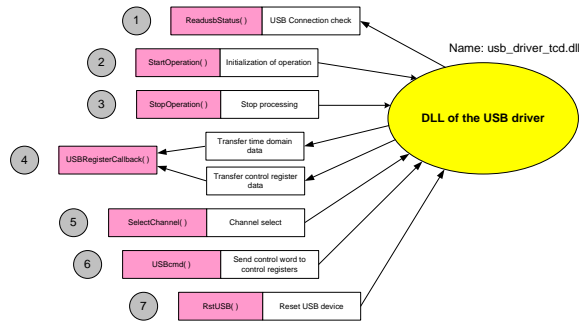 1
ReadusbStatus( )
USB Connection check
Name: usb_driver_tcd.dll
2
StartOperation( )
Initialization of operation
3
StopOperation( )
Stop processing
DLL of the USB driver
4
USBRegisterCallback( )
Transfer time domain
data
Transfer control register
data
5
SelectChannel( )
Channel select
6
USBcmd( )
Send control word to
control registers
7
RstUSB( )
Reset USB device